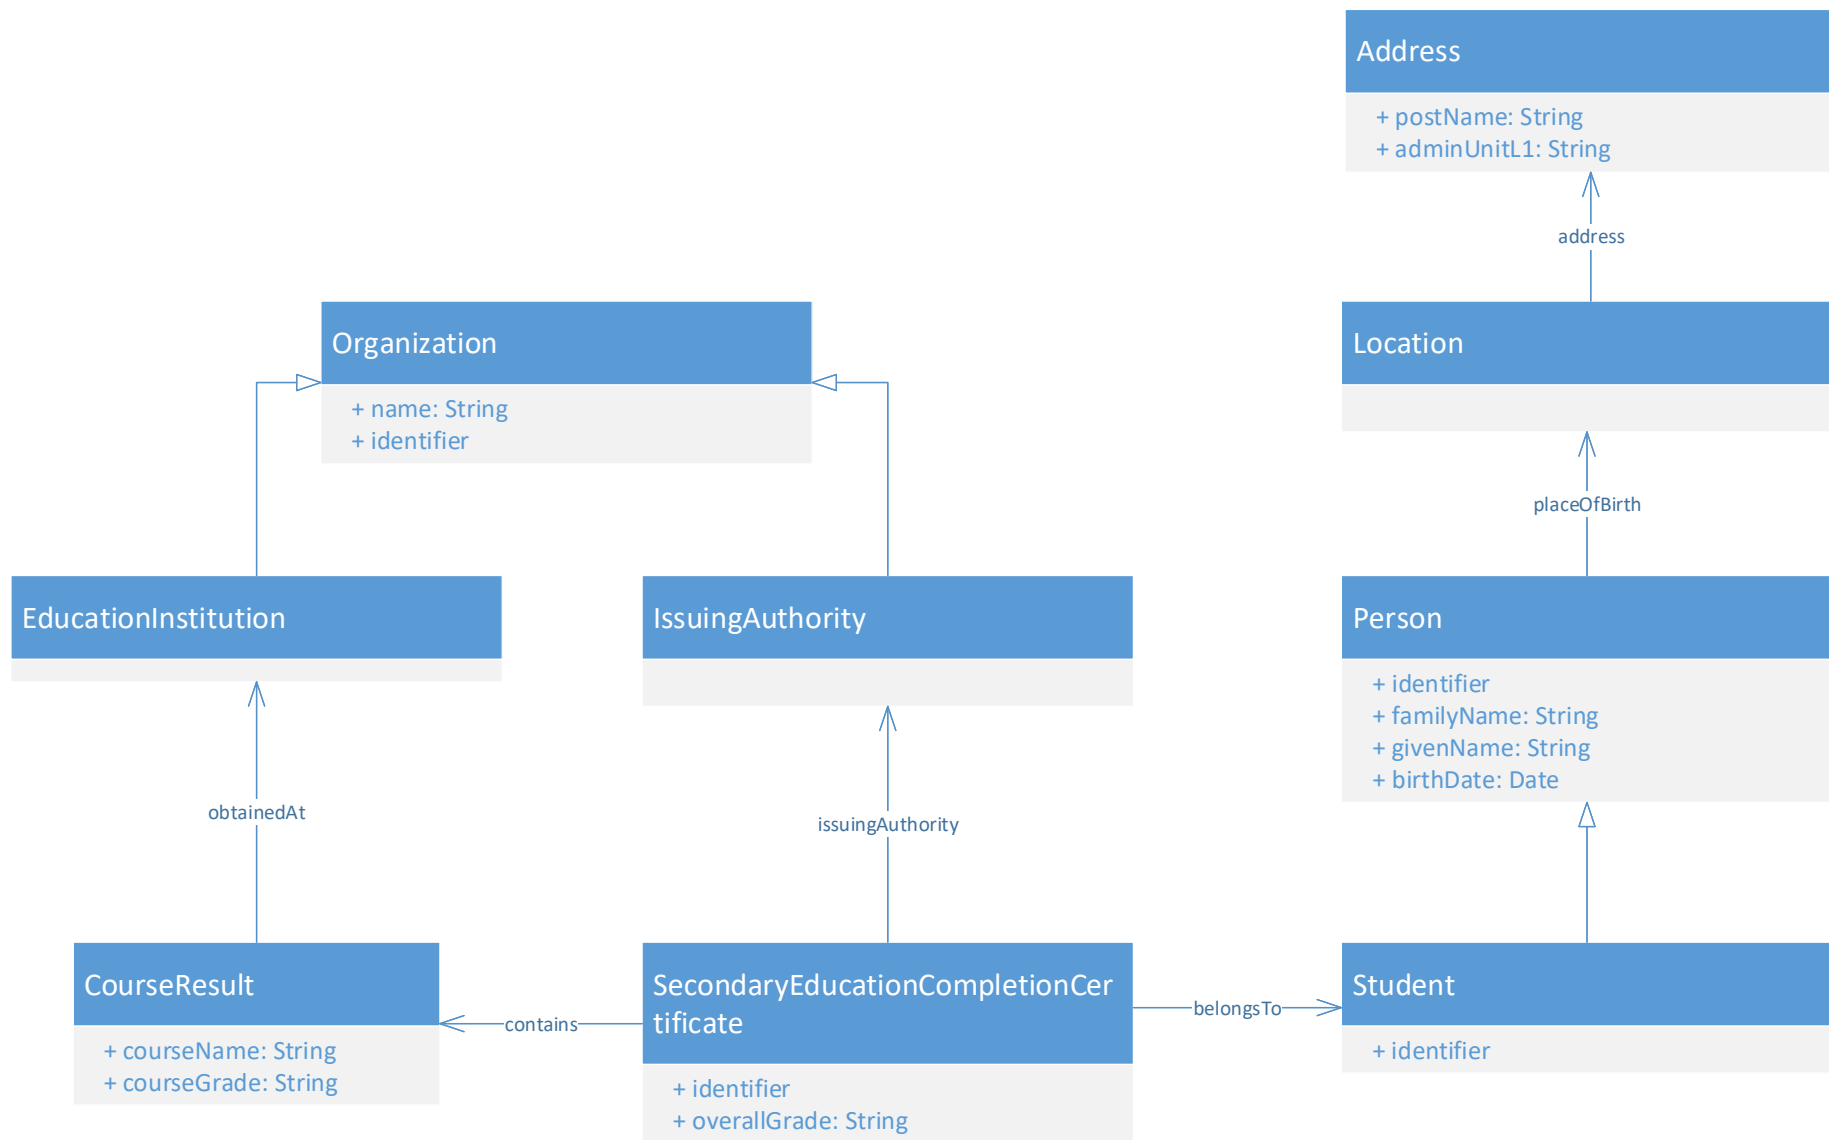 Address
+ postName: String
+ adminUnitL1: String
address
Organization
+ name: String
+ identifier
Location
placeOfBirth
EducationInstitution
IssuingAuthority
Person
+ identifier
+ familyName: String
+ givenName: String
+ birthDate: Date
obtainedAt
issuingAuthority
CourseResult
+ courseName: String
+ courseGrade: String
contains
SecondaryEducationCompletionCer
tificate
+ identifier
+ overallGrade: String
belongsTo
Student
+ identifier